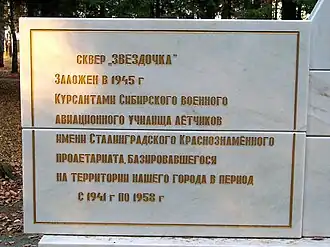 СКВЕР „ЗВЕЗДОЧКА"
ЗАЛОЖЕН В 1945 г
КУРСАНТАМИ СИБИРСКОГО ВОЕННОГО
АВИАЦИОННОГО УЧИЛИЩА ЛЁТЧИКОВ
ИМЕНИ СТАЛИНГРАДСКОГО КРАСНОЗНАМЁННОГО
ПРОЛЕТАРИАТА, БАЗИРОВАВШЕГОСЯ
НА ТЕРРИТОРИИ НАШЕГО ГОРОДА В ПЕРИОД
С 1941 г ПО 1958 г